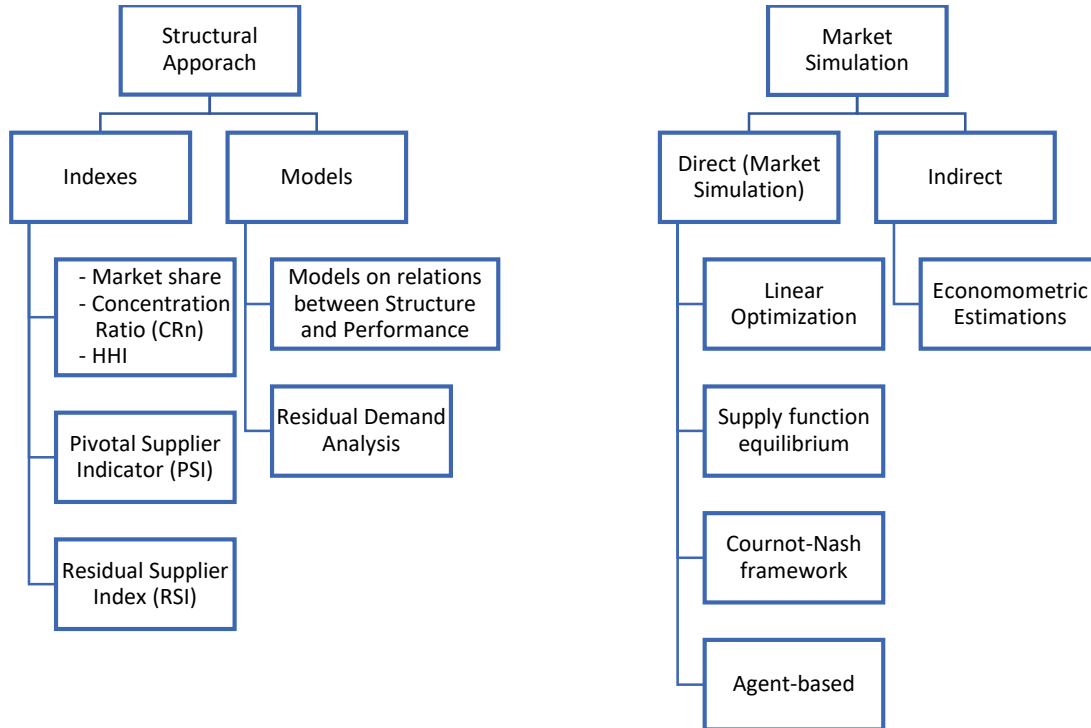 Structural
Apporach
Indexes
Models
- Market share
- Concentration
Ratio (CRn)
- HHI
Pivotal Supplier
Indicator (PSI)
Residual Supplier
Index (RSI)
Models on relations
between Structure
and Performance
Residual Demand
Analysis
Market
Simulation
Direct (Market
Simulation)
Indirect
Linear
Optimization
Supply function
equilibrium
Cournot-Nash
framework
Agent-based
Economometric
Estimations